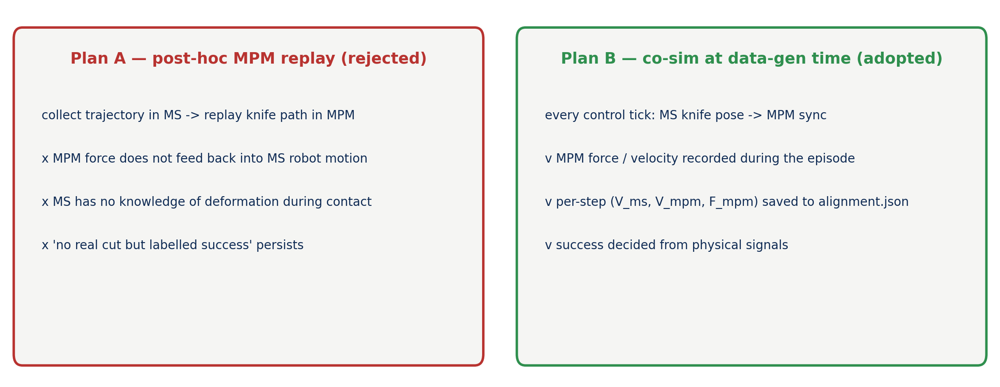 Plan A — post-hoc MPM replay (rejected)
collect trajectory in MS -> replay knife path in MPM
x MPM force does not feed back into MS robot motion
x MS has no knowledge of deformation during contact
x 'no real cut but labelled success' persists
Plan B — co-sim at data-gen time (adopted)
every control tick: MS knife pose -> MPM sync
v MPM force / velocity recorded during the episode
v per-step (V_ms, V_mpm, F_mpm) saved to alignment.json
v success decided from physical signals